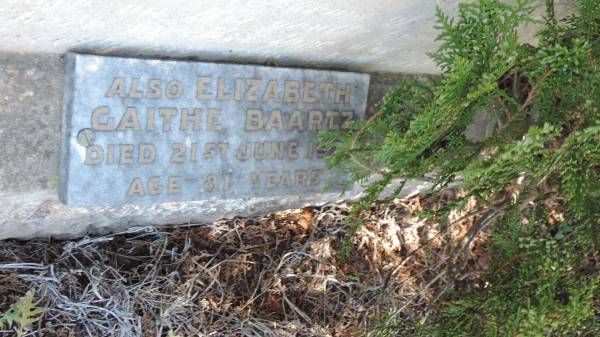 ALSO ELIZABETH
GAITHE BAARTZ
DIED 21ST JUNE
AGE 81 YEARS